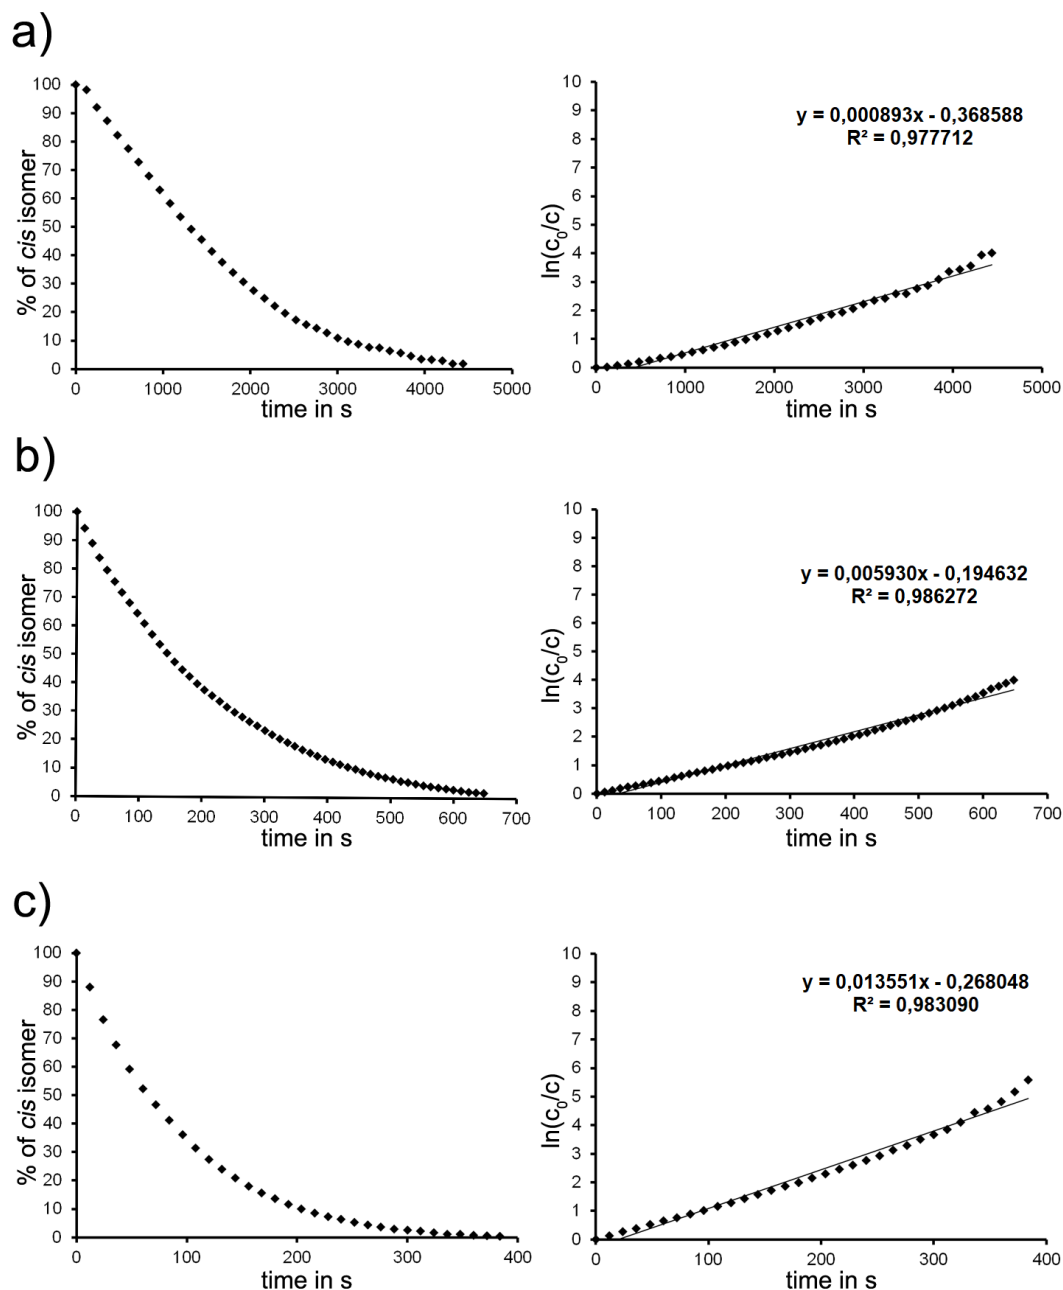 a)
100
90
80
70
60
50
40
30
20
10
0
% of cis isomer
0 1000 2000 3000 4000 5000
time in s
10
9
8
7
6
5
4
3
2
1
0
ln(c0/c)
y = 0,000893x - 0,368588
R² = 0,977712
0 1000 2000 3000 4000 5000
time in s
b)
100
90
80
70
60
50
40
30
20
10
0
% of cis isomer
0 100 200 300 400 500 600 700
time in s
10
9
8
7
6
5
4
3
2
1
0
ln(c0/c)
y = 0,005930x - 0,194632
R² = 0,986272
0 100 200 300 400 500 600 700
time in s
c)
100
90
80
70
60
50
40
30
20
10
0
% of cis isomer
0 100 200 300 400
time in s
10
9
8
7
6
5
4
3
2
1
0
ln(c0/c)
y = 0,013551x - 0,268048
R² = 0,983090
0 100 200 300 400
time in s